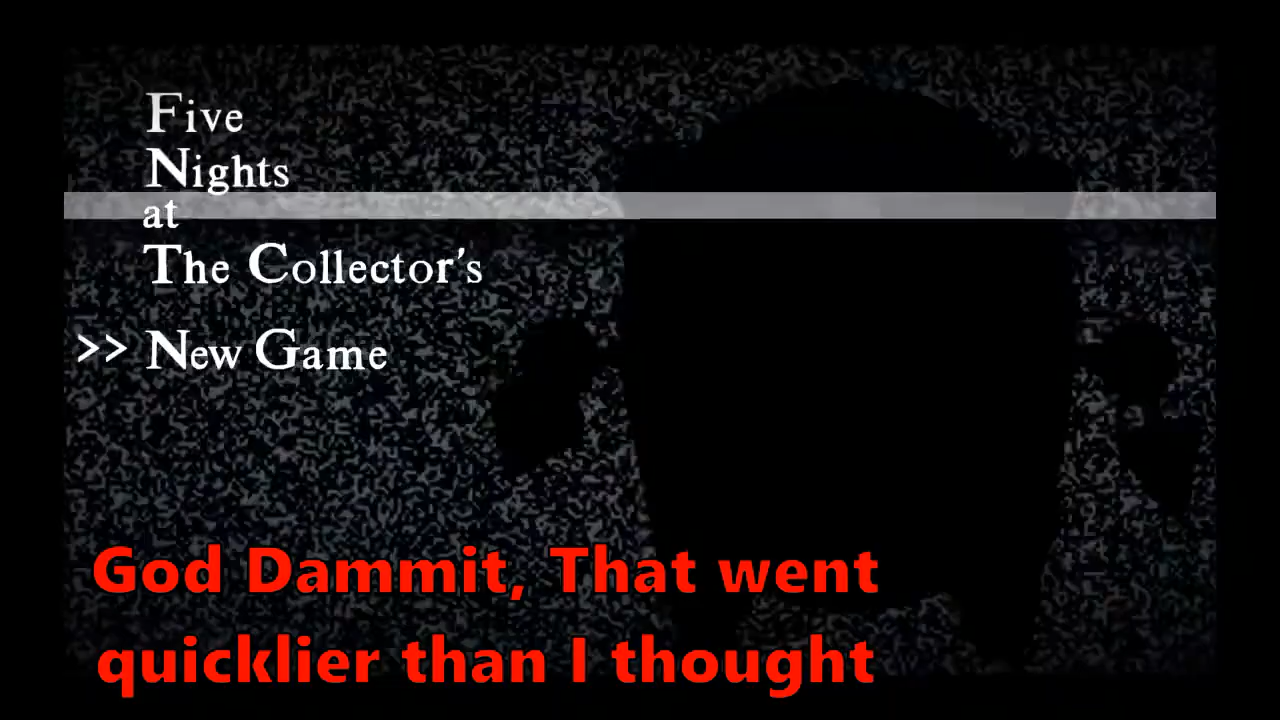 Five
Nights
at
The Collector's
>> New Game
God Dammit, That went
quicklier than I thought